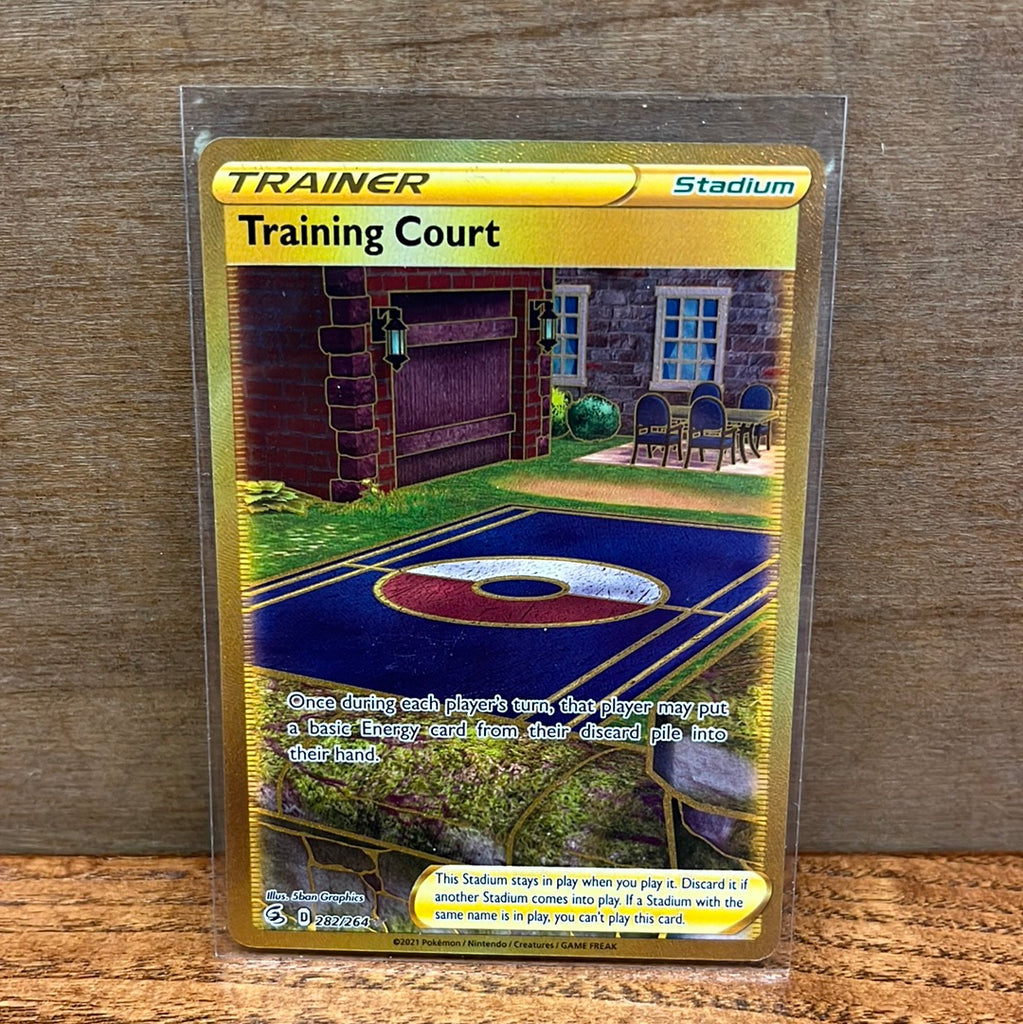 TRAINER
Stadium
Training Court
Once during each player's turn, that player may put
a basic Energy card from their discard pile into
their hand.
This Stadium stays in play when you play it. Discard it if
another Stadium comes into play. If a Stadium with the
same name is in play, you can't play this card.
Illus. 5ban Graphics
D 282/264
©2021 Pokémon / Nintendo / Creatures / GAME FREAK